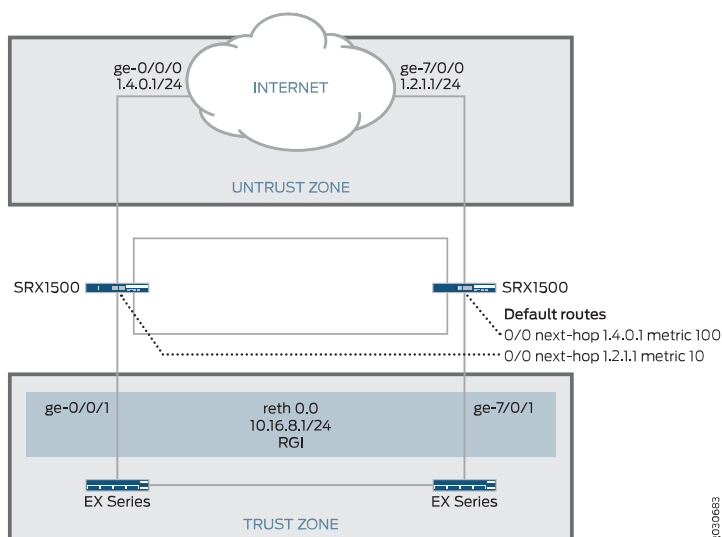 ge-0/0/0
1.4.0.1/24
INTERNET
ge-7/0/0
1.2.1.1/24
UNTRUST ZONE
SRX1500
SRX1500
Default routes
0/0 next-hop 1.4.0.1 metric 100
0/0 next-hop 1.2.1.1 metric 10
ge-0/0/1
reth 0.0
10.16.8.1/24
RGI
ge-7/0/1
EX Series
EX Series
TRUST ZONE